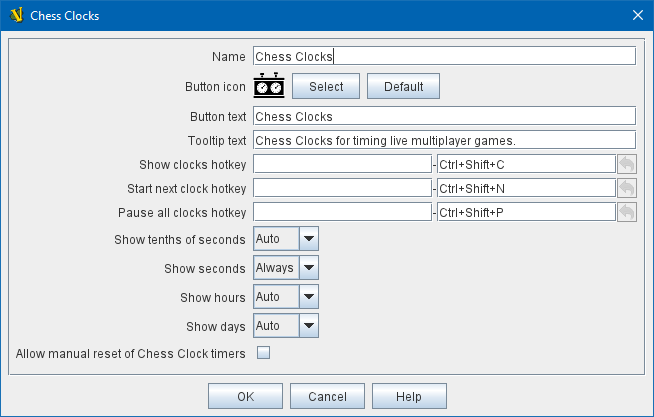 Chess Clocks
Name Chess Clocks
Button icon Select Default
Button text Chess Clocks
Tooltip text Chess Clocks for timing live multiplayer games.
Show clocks hotkey - Ctrl+Shift+C
Start next clock hotkey - Ctrl+Shift+N
Pause all clocks hotkey - Ctrl+Shift+P
Show tenths of seconds Auto
Show seconds Always
Show hours Auto
Show days Auto
Allow manual reset of Chess Clock timers
OK Cancel Help